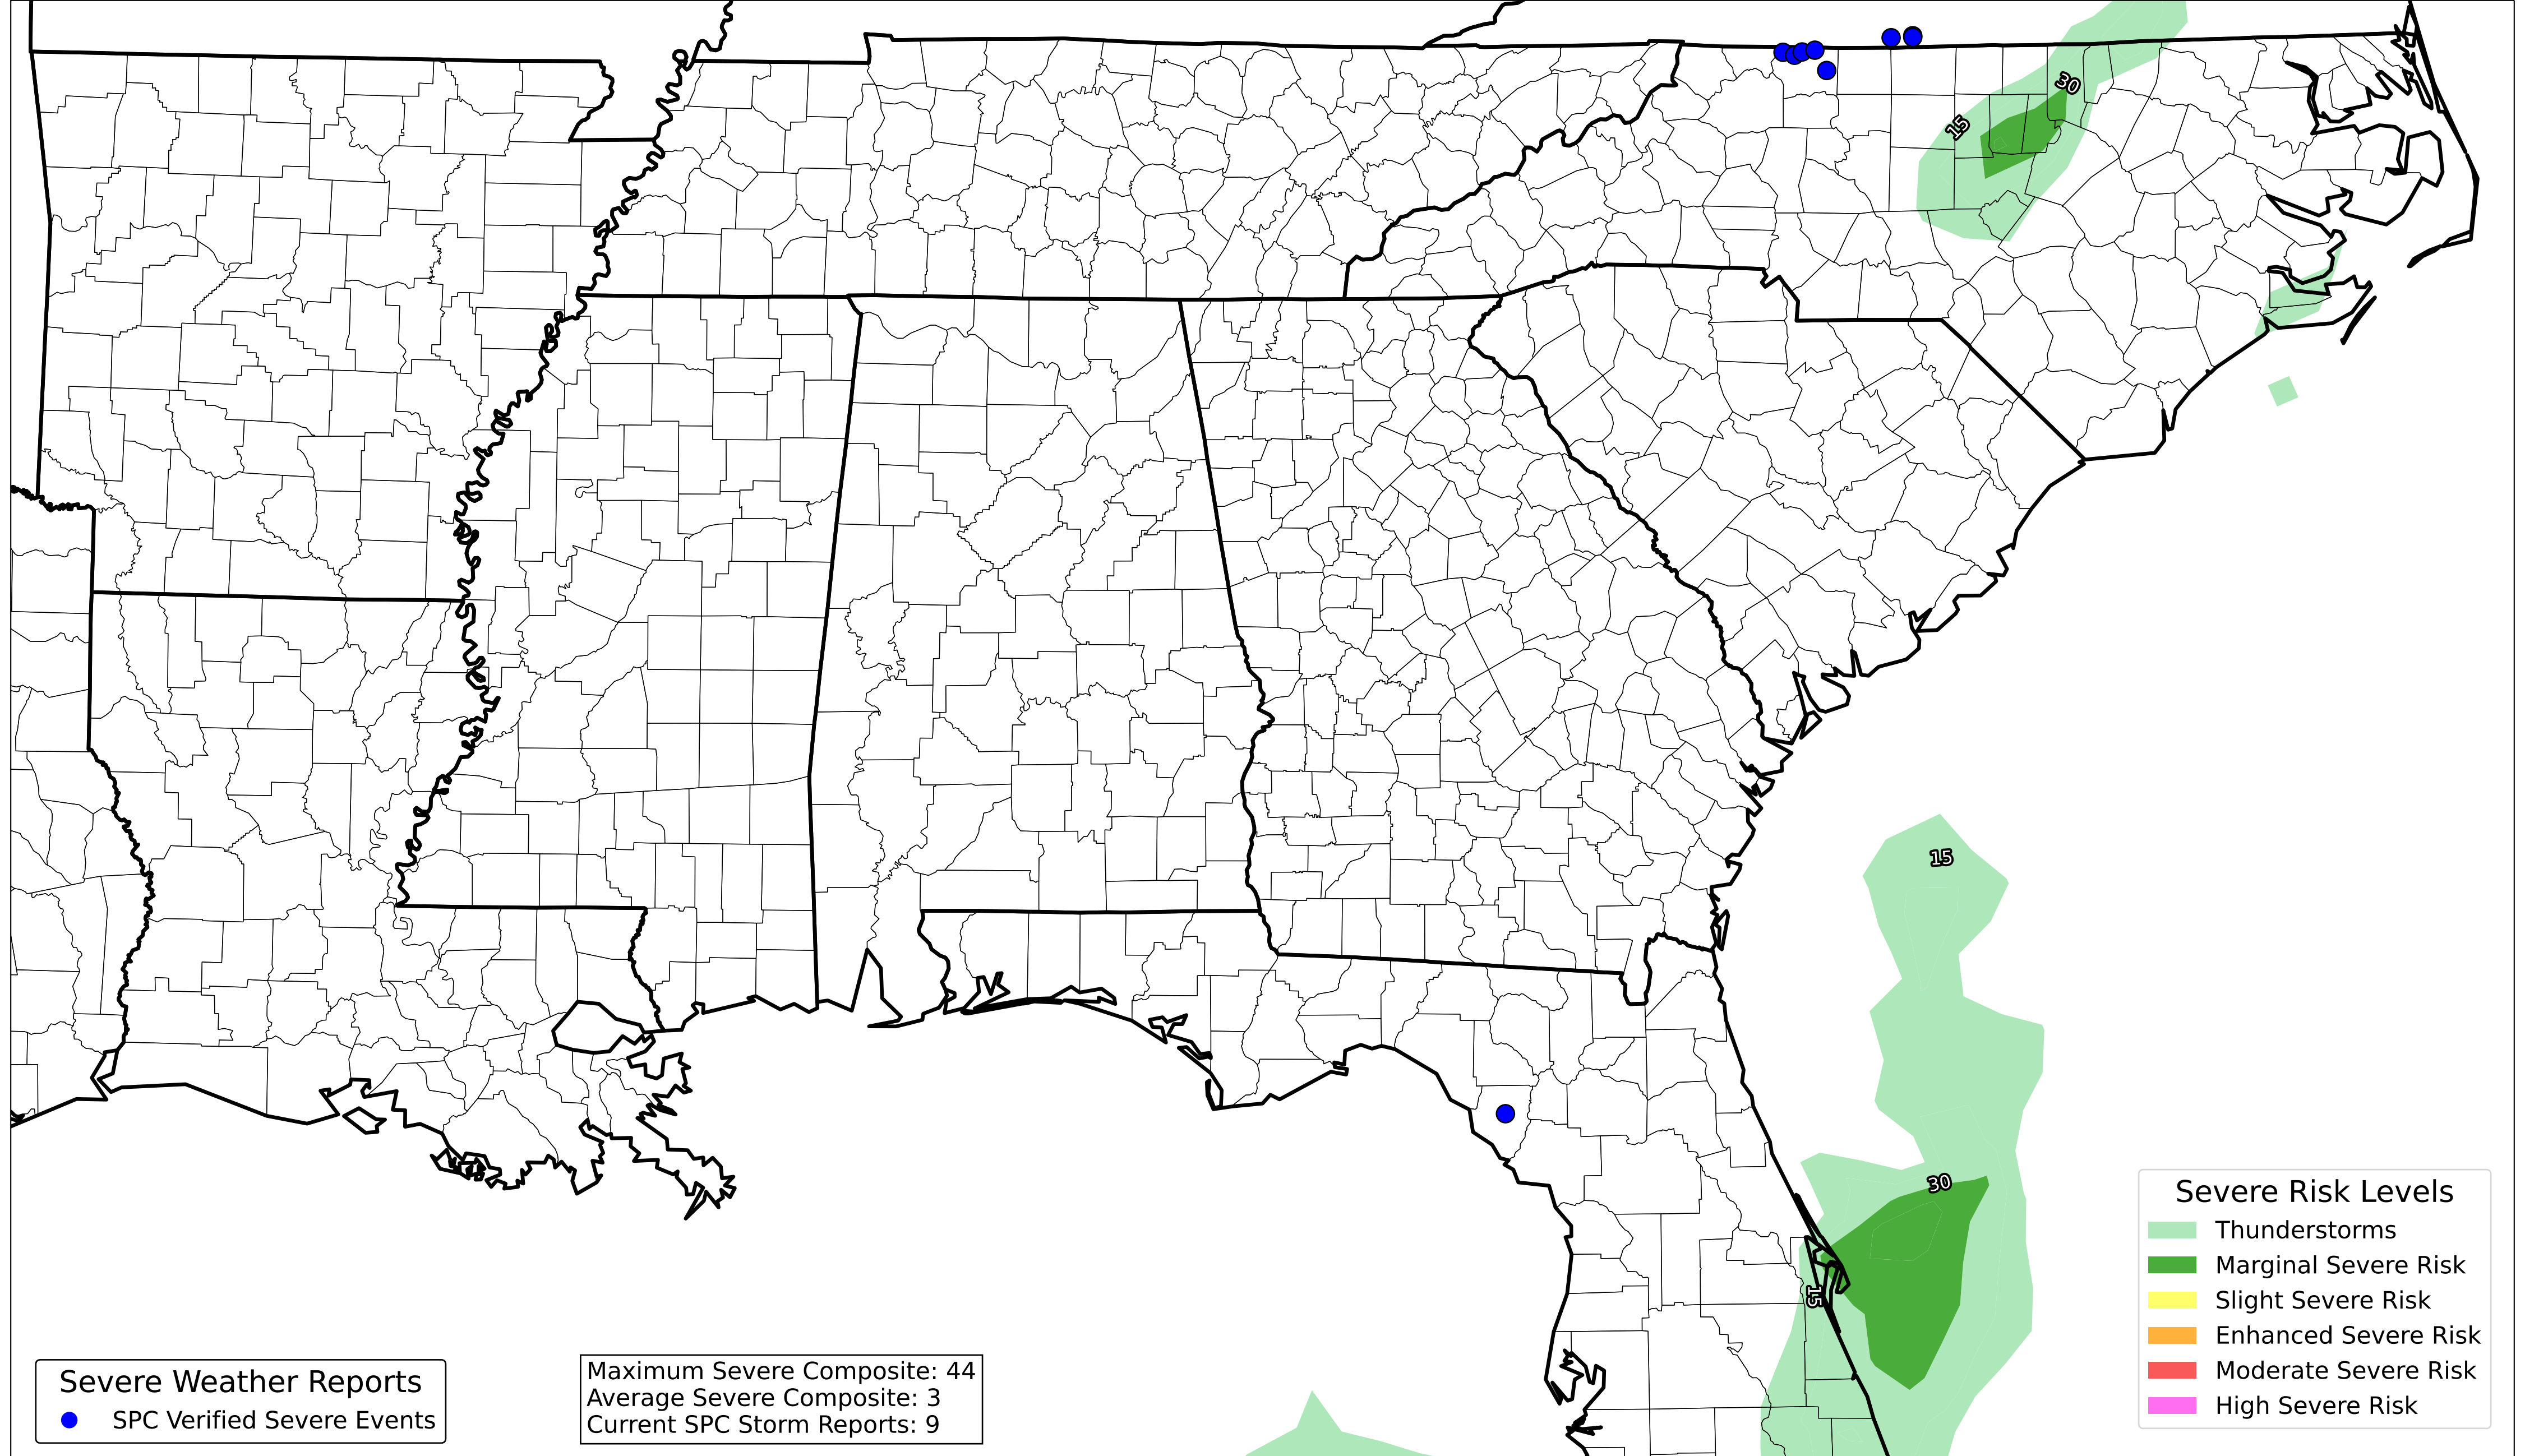 30
15
15
30
15
Severe Risk Levels
Thunderstorms
Marginal Severe Risk
Slight Severe Risk
Enhanced Severe Risk
Moderate Severe Risk
High Severe Risk
Severe Weather Reports
SPC Verified Severe Events
Maximum Severe Composite: 44
Average Severe Composite: 3
Current SPC Storm Reports: 9